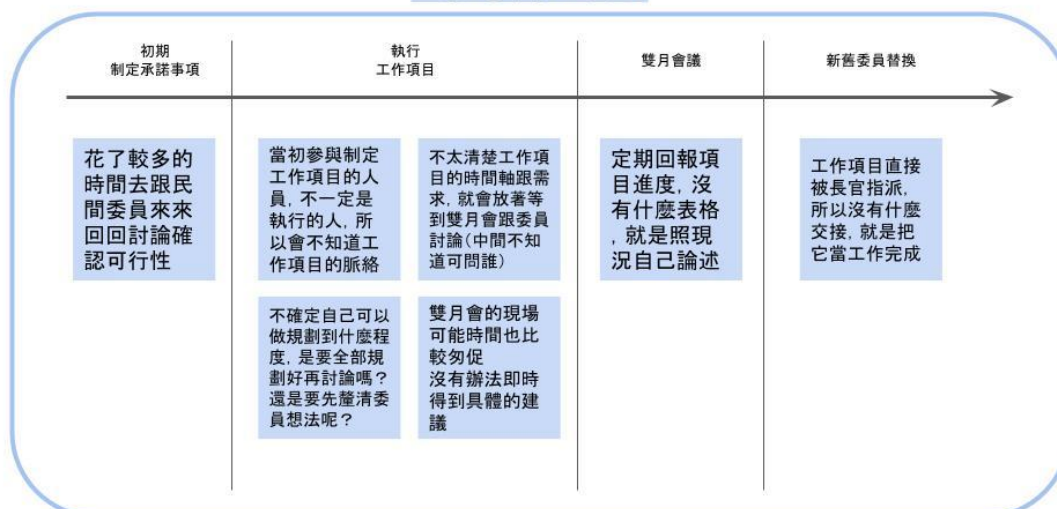 初期
制定承諾事項
執行
工作項目
雙月會議
新舊委員替換
花了較多的
時間去跟民
間委員來來
回回討論確
認可行性
當初參與制定
工作項目的人
員，不一定是
執行的人，所
以會不知道工
作項目的脈絡
不太清楚工作項
目的時間軸跟需
求，就會放著等
到雙月會跟委員
討論（中間不知
道可問誰）
不確定自己可以
做規劃到什麼程
度，是要全部規
劃好再討論嗎？
還是要先釐清委
員想法呢？
雙月會的現場
可能時間也比
較匆促
沒有辦法即時
得到具體的建
議
定期回報項
目進度，沒
有什麼表格
，就是照現
況自己論述
工作項目直接
被長官指派，
所以沒有什麼
交接，就是把
它當工作完成